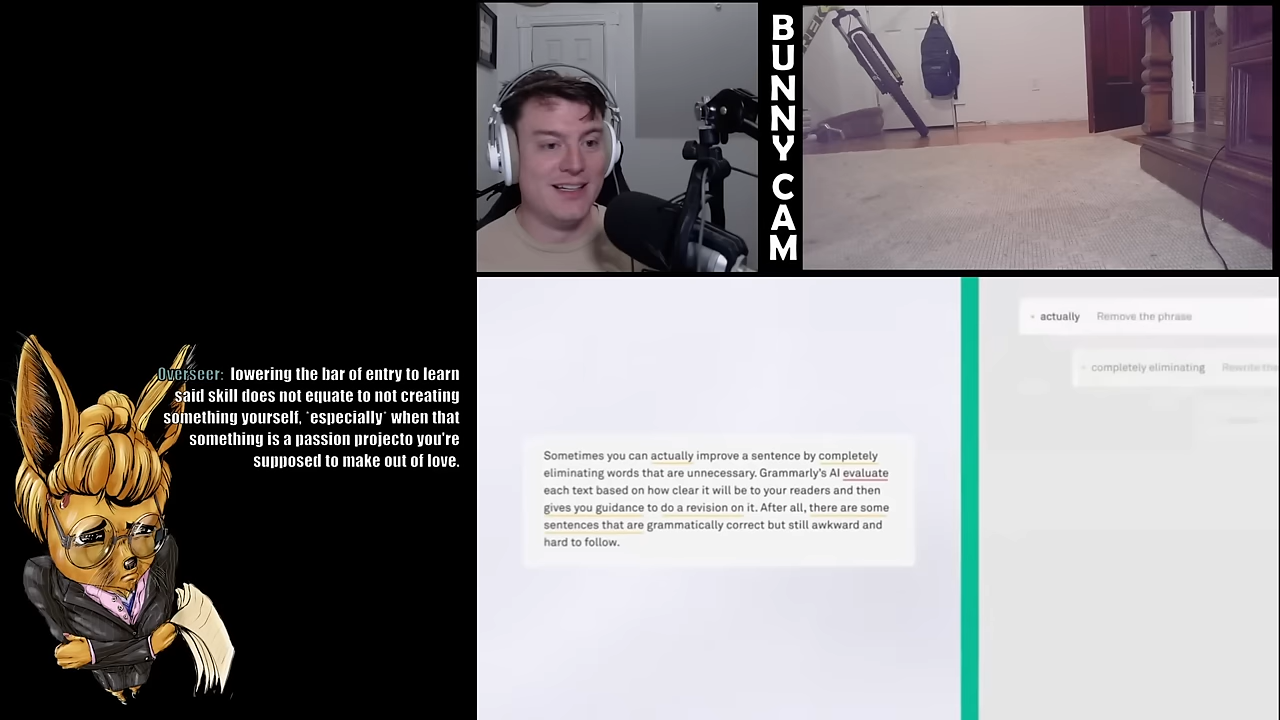 BUNNY CAM
Overseer: lowering the bar of entry to learn
said skill does not equate to not creating
something yourself, *especially* when that
something is a passion projecto you're
supposed to make out of love.
actually Remove the phrase
completely eliminating Rewrite the
Sometimes you can actually improve a sentence by completely
eliminating words that are unnecessary. Grammarly's AI evaluate
each text based on how clear it will be to your readers and then
gives you guidance to do a revision on it. After all, there are some
sentences that are grammatically correct but still awkward and
hard to follow.